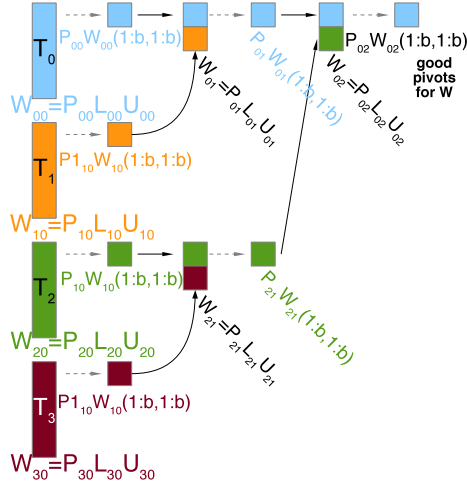 T₀
P₀₀W₀₀(1:b,1:b)
W₀₀=P₀₀L₀₀U₀₀
W₀₁=P₀₁L₀₁U₀₁
P₀₁W₀₁(1:b,1:b)
W₀₂=P₀₂L₀₂U₀₂
P₀₂W₀₂(1:b,1:b)
good
pivots
for W
T₁
P1₁₀W₁₀(1:b,1:b)
W₁₀=P₁₀L₁₀U₁₀
T₂
P₁₀W₁₀(1:b,1:b)
W₂₀=P₂₀L₂₀U₂₀
W₂₁=P₂₁L₂₁U₂₁
P₂₁W₂₁(1:b,1:b)
T₃
P1₁₀W₁₀(1:b,1:b)
W₃₀=P₃₀L₃₀U₃₀